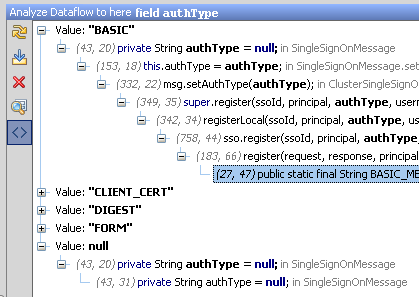 Analyze Dataflow to here field authType
Value: "BASIC"
(43, 20) private String authType = null; in SingleSignOnMessage
(153, 18) this.authType = authType; in SingleSignOnMessage.set
(332, 22) msg.setAuthType(authType); in ClusterSingleSignO
(349, 35) super.register(ssoId, principal, authType, usern
(342, 34) registerLocal(ssoId, principal, authType, us
(758, 44) sso.register(ssoId, principal, authType,
(183, 66) register(request, response, principal
(27, 47) public static final String BASIC_ME
Value: "CLIENT_CERT"
Value: "DIGEST"
Value: "FORM"
Value: null
(43, 20) private String authType = null; in SingleSignOnMessage
(43, 31) private String authType = null; in SingleSignOnMessage